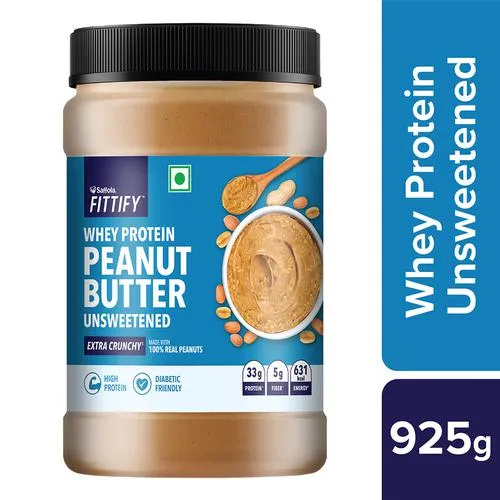 Saffola
FITTIFY™
WHEY PROTEIN
PEANUT
BUTTER
UNSWEETENED
EXTRA CRUNCHY*
MADE WITH
100% REAL PEANUTS
HIGH
PROTEIN
DIABETIC
FRIENDLY
33g
PROTEIN*
5g
FIBER*
631
kcal
ENERGY*
Whey Protein
Unsweetened
925g